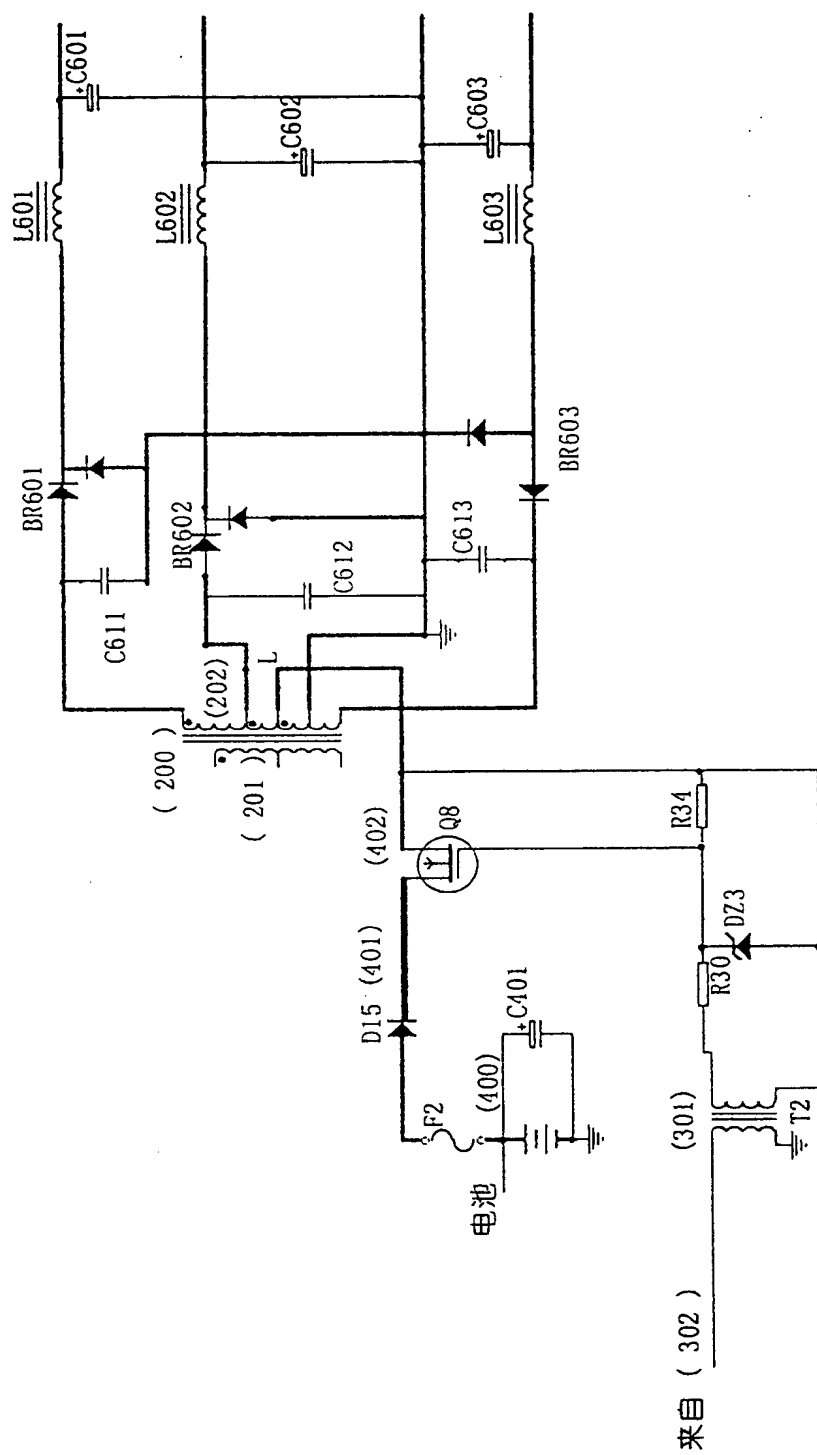 L601
+C601
L602
+C602
L603
+C603
BR601
BR602
BR603
C611
C612
C613
( 200 )
(202)
L
( 201 )
(402)
Q8
R34
D15
(401)
DZ3
R30
+C401
F2
(400)
电池
(301)
T2
来自 ( 302 )